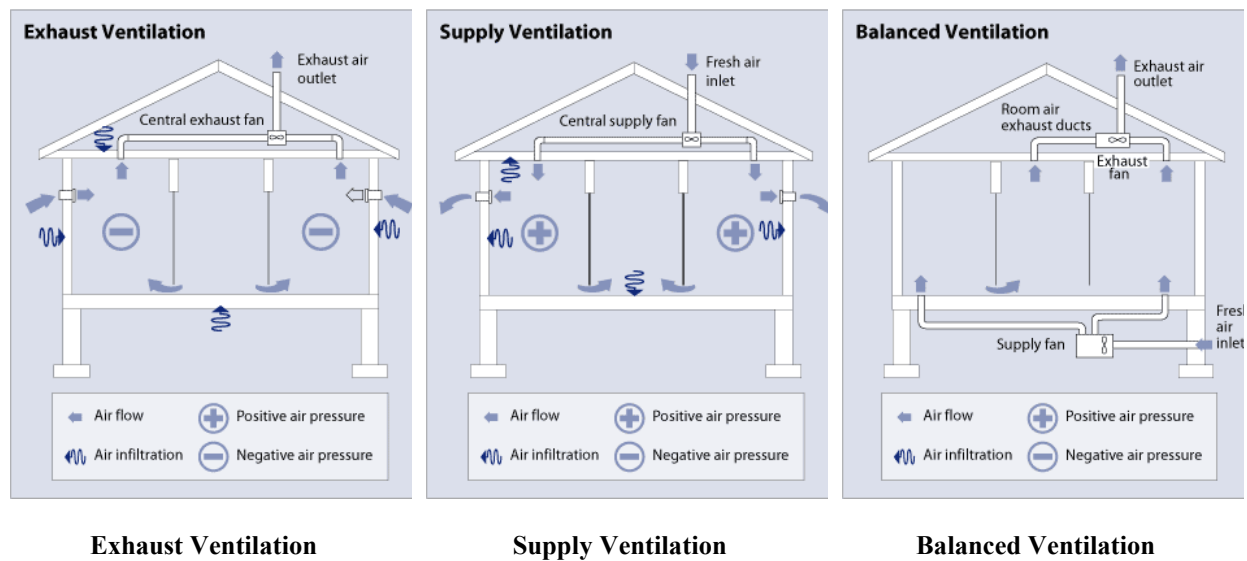 Exhaust Ventilation
Exhaust air
outlet
Central exhaust fan
Air flow
Positive air pressure
Air infiltration
Negative air pressure
Supply Ventilation
Fresh air
inlet
Central supply fan
Air flow
Positive air pressure
Air infiltration
Negative air pressure
Balanced Ventilation
Exhaust air
outlet
Room air
exhaust ducts
Exhaust
fan
Fresh
air
inlet
Supply fan
Air flow
Positive air pressure
Air infiltration
Negative air pressure
Exhaust Ventilation
Supply Ventilation
Balanced Ventilation